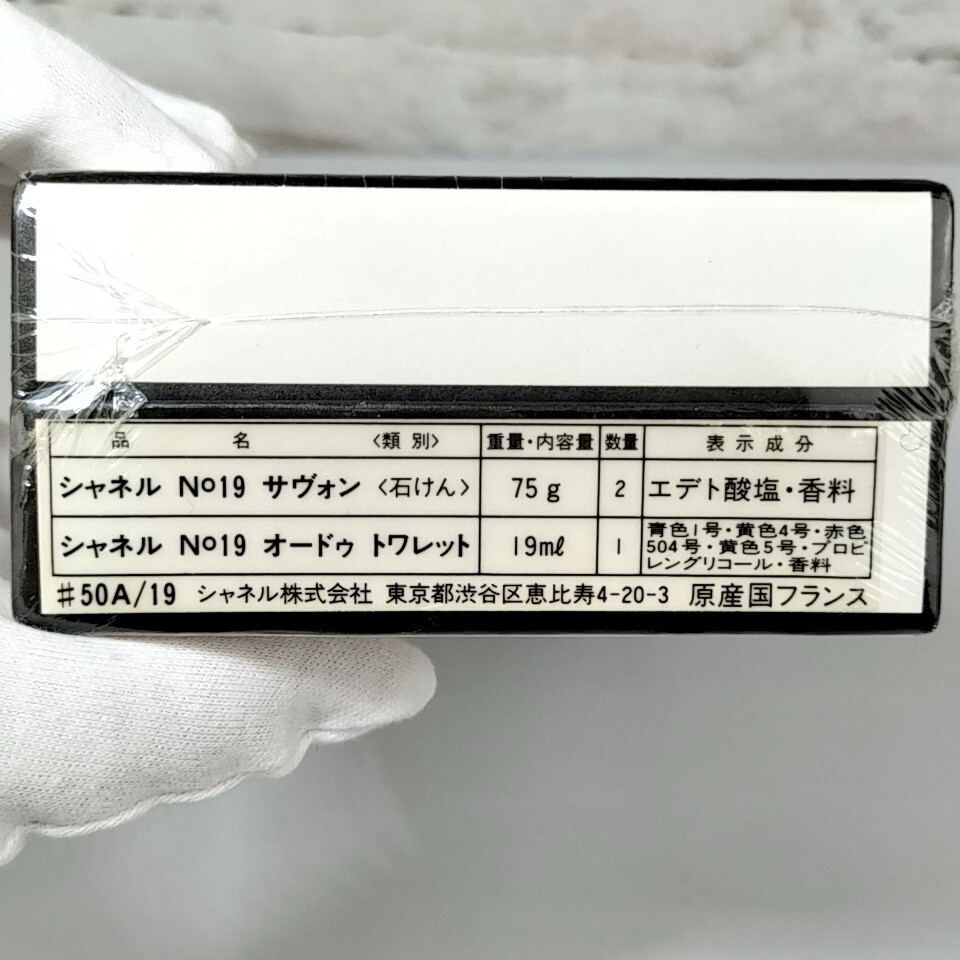 品名 〈類別〉 重量・内容量 数量 表示成分
シャネル No19 サヴォン 〈石けん〉 75g 2 エデト酸塩・香料
シャネル No19 オードゥ トワレット 19mℓ 1 青色1号・黄色4号・赤色
504号・黄色5号・プロピ
レングリコール・香料
#50A/19 シャネル株式会社 東京都渋谷区恵比寿4-20-3 原産国フランス